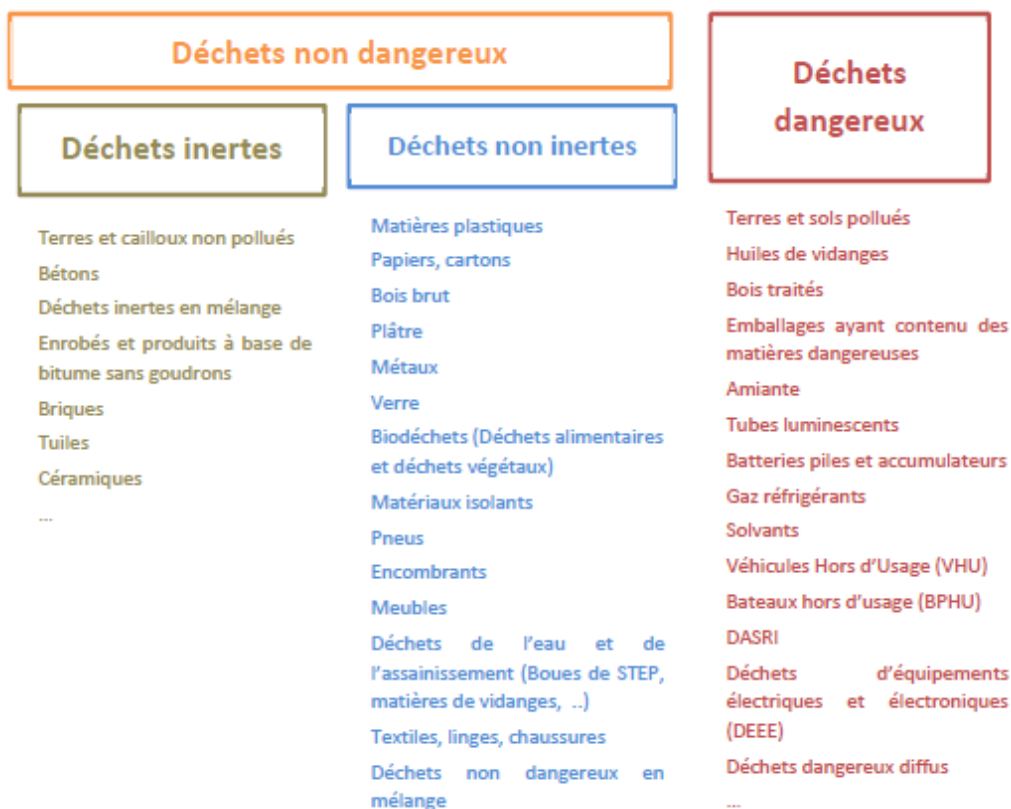 Déchets non dangereux
Déchets inertes
Terres et cailloux non pollués
Bétons
Déchets inertes en mélange
Enrobés et produits à base de
bitume sans goudrons
Briques
Tuiles
Céramiques
...
Déchets non inertes
Matières plastiques
Papiers, cartons
Bois brut
Plâtre
Métaux
Verre
Biodéchets (Déchets alimentaires
et déchets végétaux)
Matériaux isolants
Pneus
Encombrants
Meubles
Déchets de l'eau et de
l'assainissement (Boues de STEP,
matières de vidanges, ..)
Textiles, linges, chaussures
Déchets non dangereux en
mélange
Déchets
dangereux
Terres et sols pollués
Huiles de vidanges
Bois traités
Emballages ayant contenu des
matières dangereuses
Amiante
Tubes luminescents
Batteries piles et accumulateurs
Gaz réfrigérants
Solvants
Véhicules Hors d'Usage (VHU)
Bateaux hors d'usage (BPHU)
DASRI
Déchets d'équipements
électriques et électroniques
(DEEE)
Déchets dangereux diffus
...